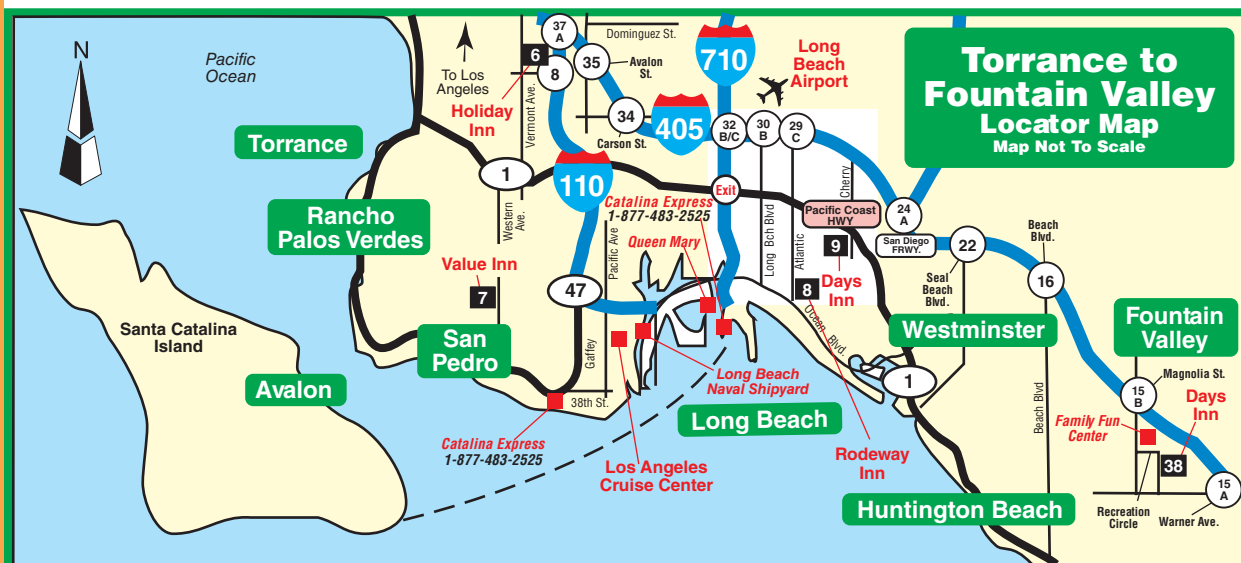 Torrance to
Fountain Valley
Locator Map
Map Not To Scale
N
Pacific
Ocean
To Los
Angeles
6
Holiday
Inn
Vermont Ave.
37
A
8
35
34
Dominguez St.
Avalon
St.
Carson St.
405
710
Long
Beach
Airport
32
B/C
30
B
29
C
Torrance
1
110
Exit
Cherry
Catalina Express
1-877-483-2525
Pacific Coast
HWY
24
A
San Diego
FRWY.
22
Beach
Blvd.
Rancho
Palos Verdes
Western
Ave.
Pacific Ave
Queen Mary
Long Bch Blvd
Atlantic
9
Days
Inn
Seal
Beach
Blvd.
16
Value Inn
7
47
8
Ocean Blvd.
Westminster
Fountain
Valley
Santa Catalina
Island
San
Pedro
Gaffey
Avalon
38th St.
Long Beach
Naval Shipyard
1
Beach Blvd
Magnolia St.
15
B
Days
Inn
Long Beach
Family Fun
Center
Catalina Express
1-877-483-2525
Los Angeles
Cruise Center
Rodeway
Inn
38
15
A
Huntington Beach
Recreation
Circle
Warner Ave.